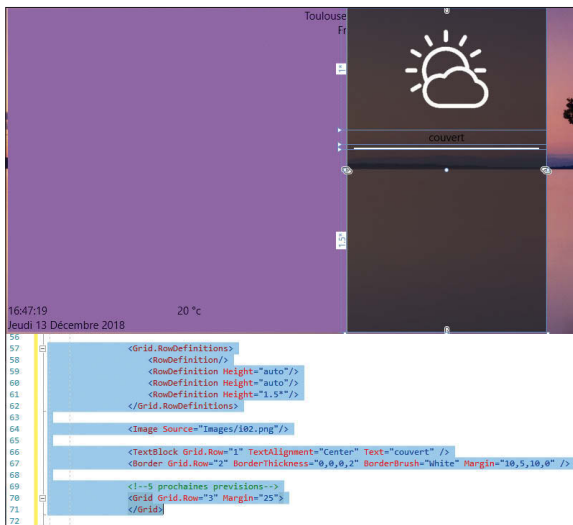 Toulouse
Fr
1*
couvert
1.5*
16:47:19
20 °c
Jeudi 13 Décembre 2018
56
57 <Grid.RowDefinitions>
58 <RowDefinition/>
59 <RowDefinition Height="auto"/>
60 <RowDefinition Height="auto"/>
61 <RowDefinition Height="1.5*"/>
62 </Grid.RowDefinitions>
63
64 <Image Source="Images/i02.png"/>
65
66 <TextBlock Grid.Row="1" TextAlignment="Center" Text="couvert" />
67 <Border Grid.Row="2" BorderThickness="0,0,0,2" BorderBrush="White" Margin="10,5,10,0" />
68
69 <!--5 prochaines previsions-->
70 <Grid Grid.Row="3" Margin="25">
71 </Grid>
72